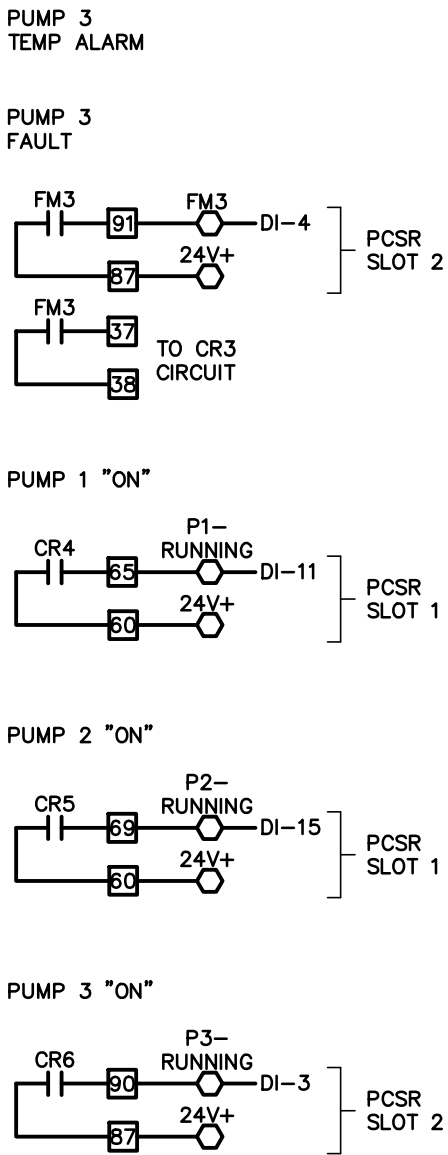 PUMP 3
TEMP ALARM
PUMP 3
FAULT
FM3
91
FM3
DI-4
24V+
87
PCSR
SLOT 2
FM3
37
38
TO CR3
CIRCUIT
PUMP 1 "ON"
CR4
65
P1-
RUNNING
DI-11
24V+
60
PCSR
SLOT 1
PUMP 2 "ON"
CR5
69
P2-
RUNNING
DI-15
24V+
60
PCSR
SLOT 1
PUMP 3 "ON"
CR6
90
P3-
RUNNING
DI-3
24V+
87
PCSR
SLOT 2